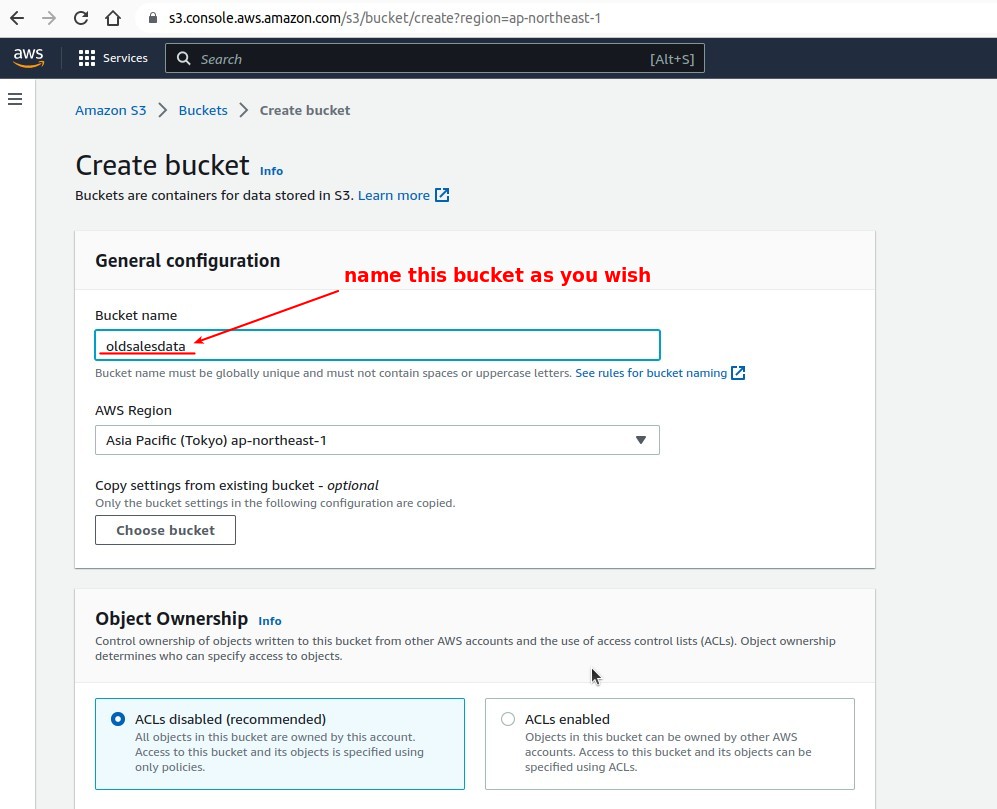 s3.console.aws.amazon.com/s3/bucket/create?region=ap-northeast-1
aws Services Search [Alt+S]
Amazon S3 > Buckets > Create bucket
Create bucket Info
Buckets are containers for data stored in S3. Learn more
General configuration
name this bucket as you wish
Bucket name
oldsalesdata
Bucket name must be globally unique and must not contain spaces or uppercase letters. See rules for bucket naming
AWS Region
Asia Pacific (Tokyo) ap-northeast-1
Copy settings from existing bucket - optional
Only the bucket settings in the following configuration are copied.
Choose bucket
Object Ownership Info
Control ownership of objects written to this bucket from other AWS accounts and the use of access control lists (ACLs). Object ownership
determines who can specify access to objects.
ACLs disabled (recommended)
All objects in this bucket are owned by this account.
Access to this bucket and its objects is specified using
only policies.
ACLs enabled
Objects in this bucket can be owned by other AWS
accounts. Access to this bucket and its objects can be
specified using ACLs.